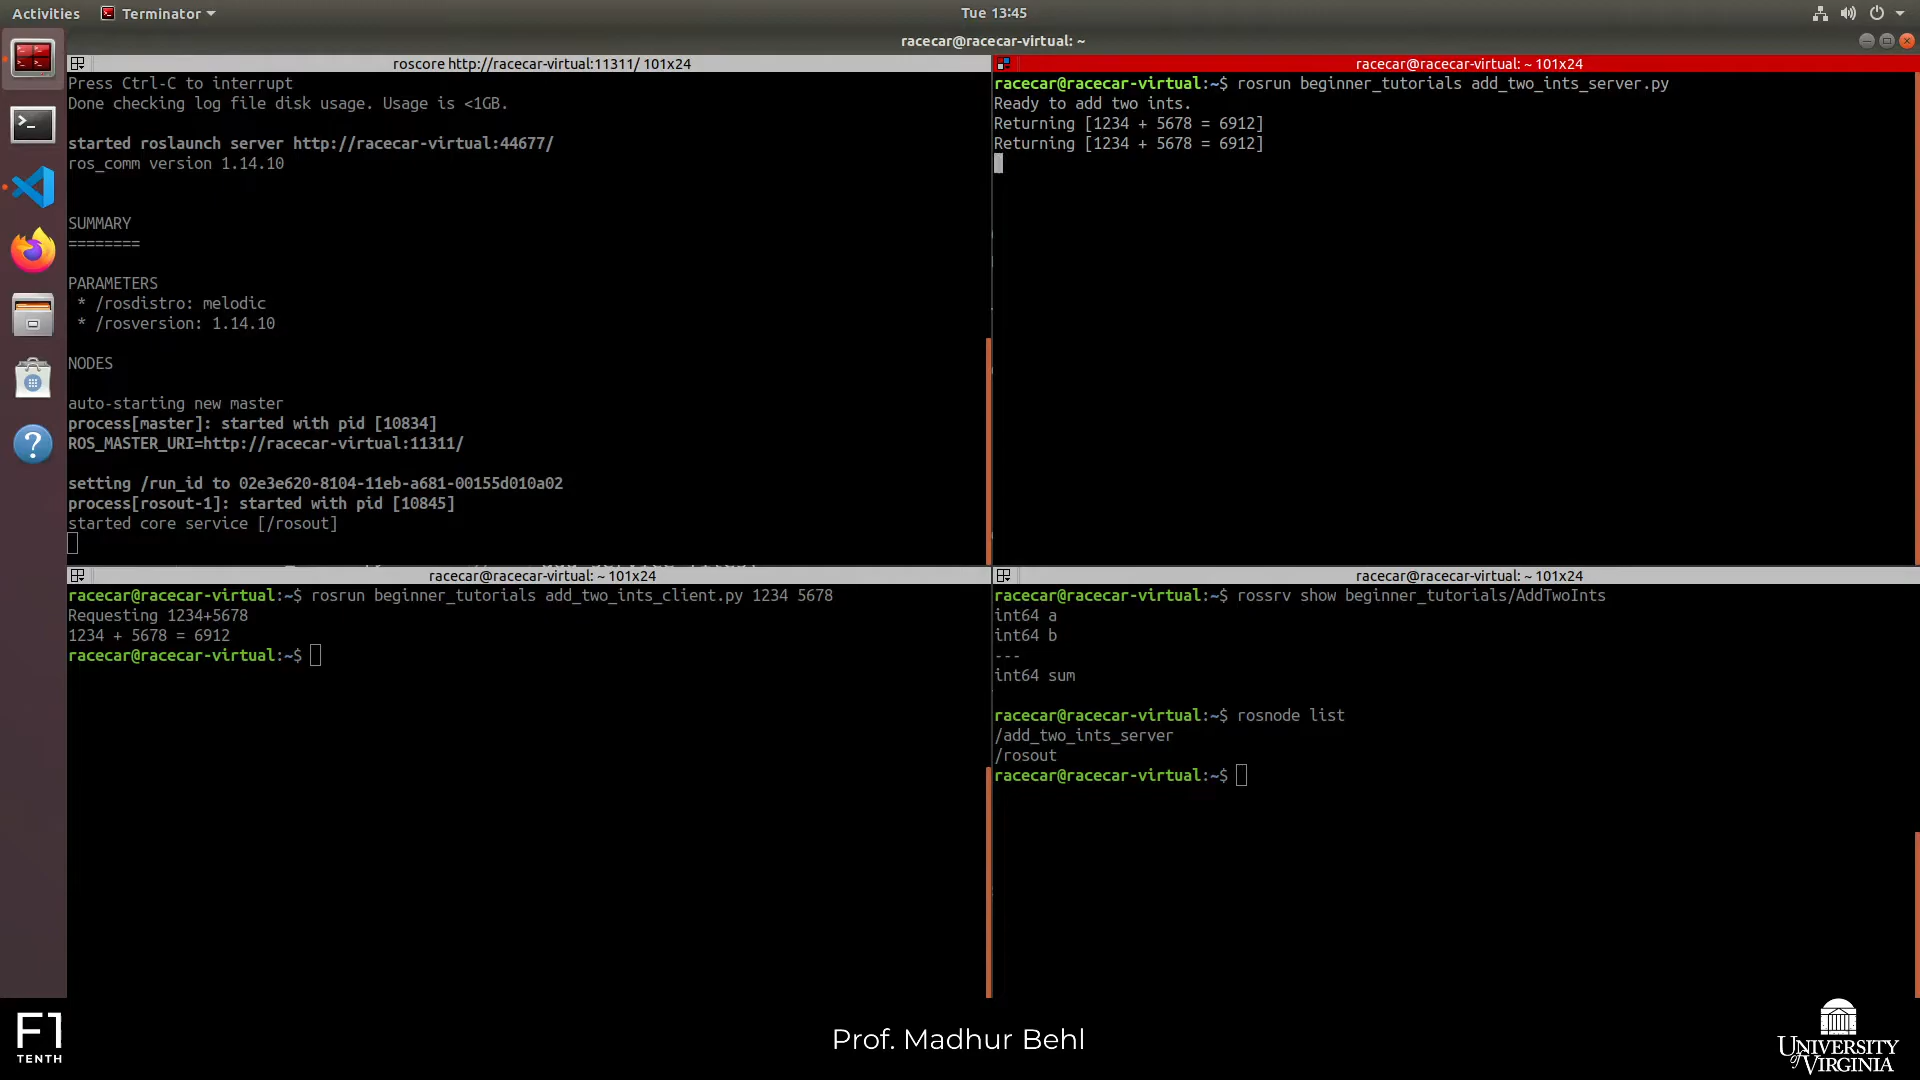 Activities Terminator Tue 13:45
racecar@racecar-virtual: ~
roscore http://racecar-virtual:11311/ 101x24
Press Ctrl-C to interrupt
Done checking log file disk usage. Usage is <1GB.
started roslaunch server http://racecar-virtual:44677/
ros_comm version 1.14.10
SUMMARY
========
PARAMETERS
* /rosdistro: melodic
* /rosversion: 1.14.10
NODES
auto-starting new master
process[master]: started with pid [10834]
ROS_MASTER_URI=http://racecar-virtual:11311/
setting /run_id to 02e3e620-8104-11eb-a681-00155d010a02
process[rosout-1]: started with pid [10845]
started core service [/rosout]
racecar@racecar-virtual: ~ 101x24
racecar@racecar-virtual:~$ rosrun beginner_tutorials add_two_ints_server.py
Ready to add two ints.
Returning [1234 + 5678 = 6912]
Returning [1234 + 5678 = 6912]
racecar@racecar-virtual: ~ 101x24
racecar@racecar-virtual:~$ rosrun beginner_tutorials add_two_ints_client.py 1234 5678
Requesting 1234+5678
1234 + 5678 = 6912
racecar@racecar-virtual:~$
racecar@racecar-virtual: ~ 101x24
racecar@racecar-virtual:~$ rossrv show beginner_tutorials/AddTwoInts
int64 a
int64 b
---
int64 sum
racecar@racecar-virtual:~$ rosnode list
/add_two_ints_server
/rosout
racecar@racecar-virtual:~$
F1
TENTH
Prof. Madhur Behl
UNIVERSITY
of VIRGINIA